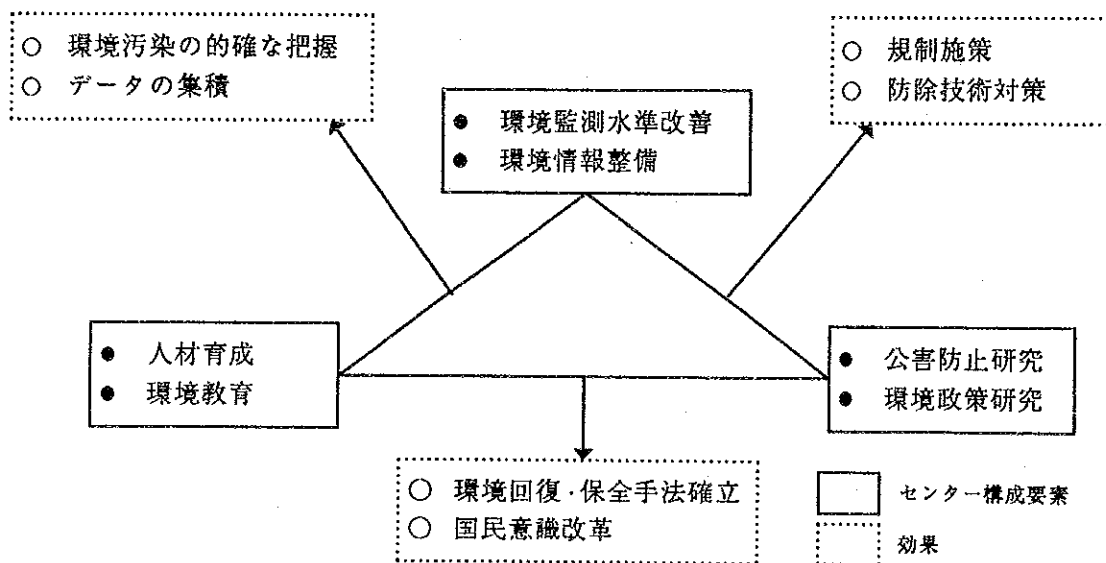 ○ 環境汚染の的確な把握
○ データの集積
○ 規制施策
○ 防除技術対策
● 環境監測水準改善
● 環境情報整備
● 人材育成
● 環境教育
● 公害防止研究
● 環境政策研究
○ 環境回復・保全手法確立
○ 国民意識改革
センター構成要素
効果